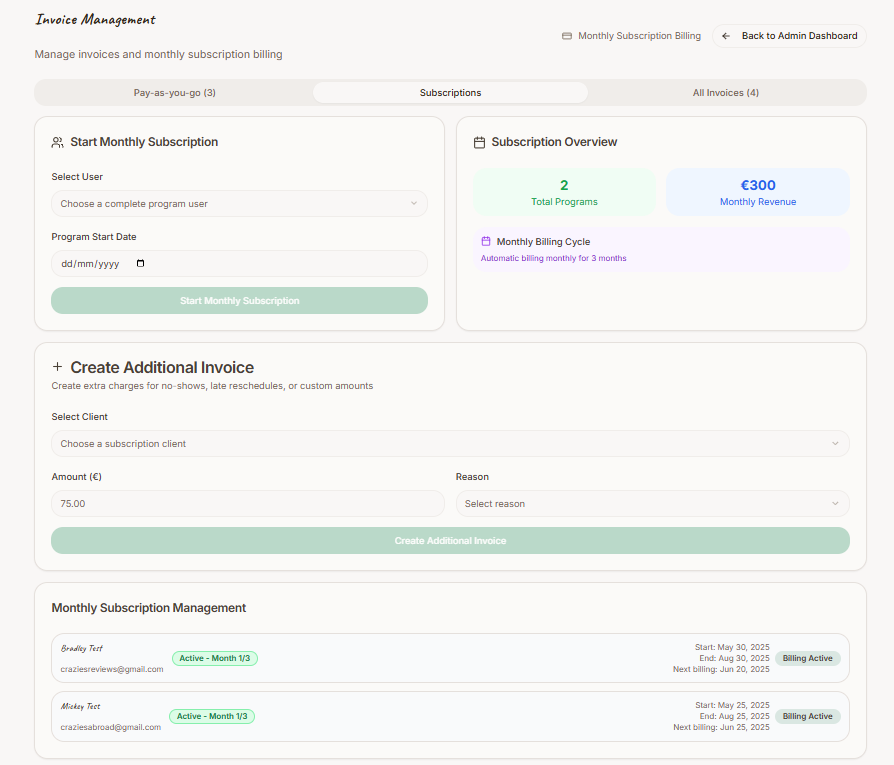 Invoice Management
Manage invoices and monthly subscription billing
Monthly Subscription Billing
Back to Admin Dashboard
Pay-as-you-go (3)
Subscriptions
All Invoices (4)
Start Monthly Subscription
Select User
Choose a complete program user
Program Start Date
dd/mm/yyyy
Start Monthly Subscription
Subscription Overview
2
Total Programs
€300
Monthly Revenue
Monthly Billing Cycle
Automatic billing monthly for 3 months
Create Additional Invoice
Create extra charges for no-shows, late reschedules, or custom amounts
Select Client
Choose a subscription client
Amount (€)
Reason
75.00
Select reason
Create Additional Invoice
Monthly Subscription Management
Bradley Test
craziesreviews@gmail.com
Active - Month 1/3
Start: May 30, 2025
End: Aug 30, 2025
Next billing: Jun 20, 2025
Billing Active
Mickey Test
craziesabroad@gmail.com
Active - Month 1/3
Start: May 25, 2025
End: Aug 25, 2025
Next billing: Jun 25, 2025
Billing Active